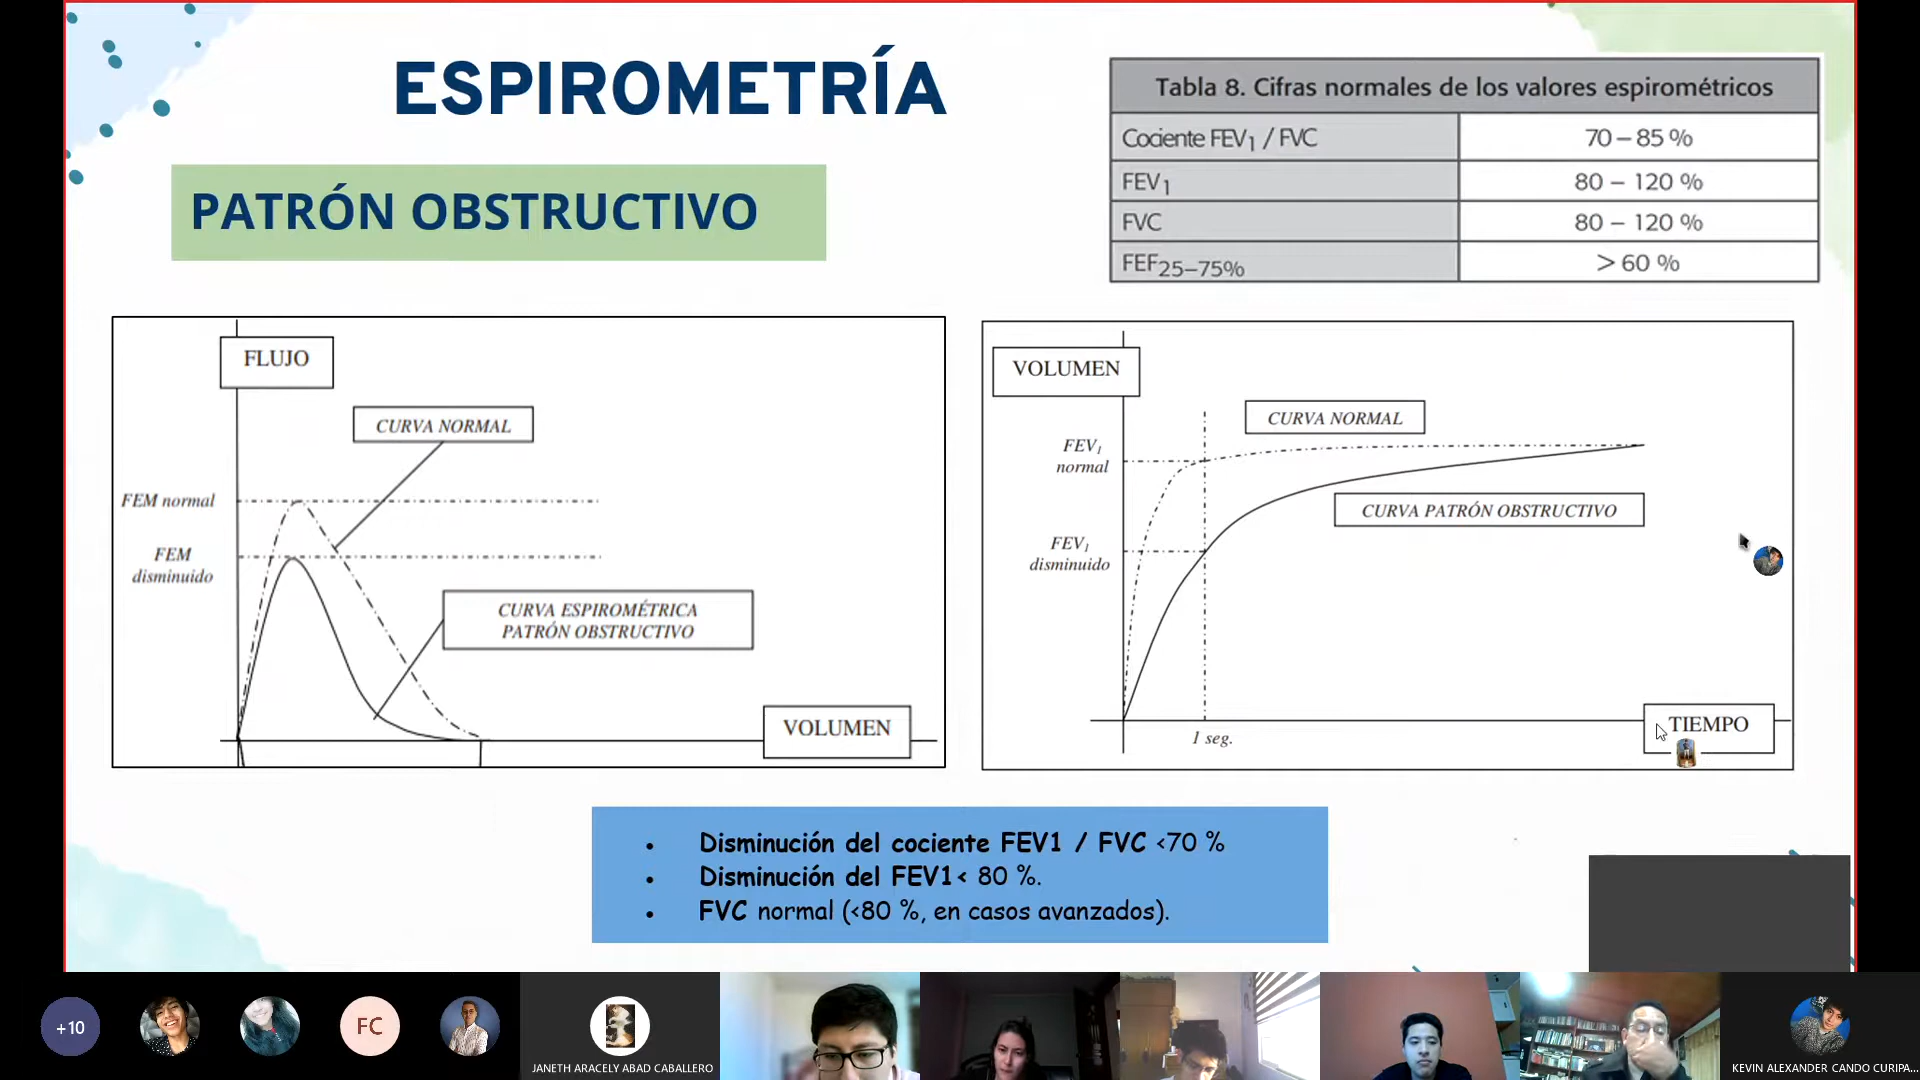 ESPIROMETRÍA
PATRÓN OBSTRUCTIVO
Tabla 8. Cifras normales de los valores espirométricos
Cociente FEV1 / FVC 70 – 85 %
FEV1 80 – 120 %
FVC 80 – 120 %
FEF25–75% > 60 %
FLUJO
CURVA NORMAL
FEM normal
FEM
disminuido
CURVA ESPIROMÉTRICA
PATRÓN OBSTRUCTIVO
VOLUMEN
VOLUMEN
CURVA NORMAL
FEV1
normal
CURVA PATRÓN OBSTRUCTIVO
FEV1
disminuido
TIEMPO
1 seg.
• Disminución del cociente FEV1 / FVC <70 %
• Disminución del FEV1< 80 %.
• FVC normal (<80 %, en casos avanzados).
+10
FC
JANETH ARACELY ABAD CABALLERO
KEVIN ALEXANDER CANDO CURIPA...